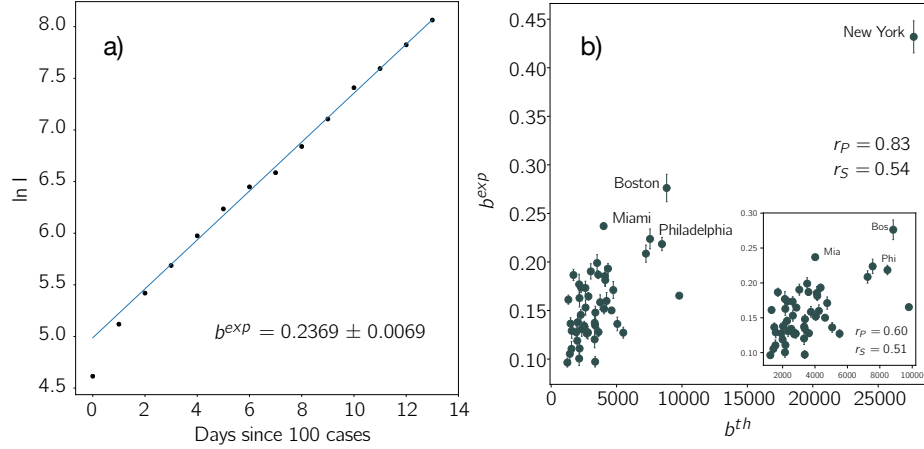 a)
8.0
7.5
7.0
6.5
6.0
5.5
5.0
4.5
ln I
b^{exp} = 0.2369 ± 0.0069
0 2 4 6 8 10 12 14
Days since 100 cases
b)
0.45
0.40
0.35
0.30
0.25
0.20
0.15
0.10
b^{exp}
New York
r_P = 0.83
r_S = 0.54
Boston
Miami
Philadelphia
0.30
0.25
0.20
0.15
0.10
Bos
Mia
Phi
r_P = 0.60
r_S = 0.51
2000 4000 6000 8000 10000
0 5000 10000 15000 20000 25000
b^{th}